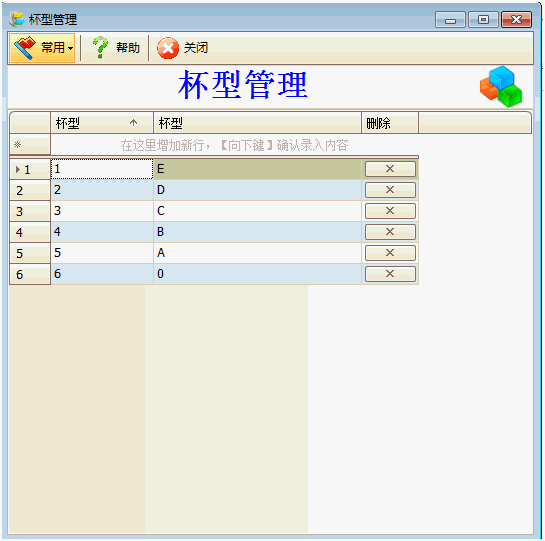 杯型管理
常用 帮助 关闭
杯型管理
杯型 杯型 删除
在这里增加新行，【向下键】确认录入内容
1 1 E
2 2 D
3 3 C
4 4 B
5 5 A
6 6 0